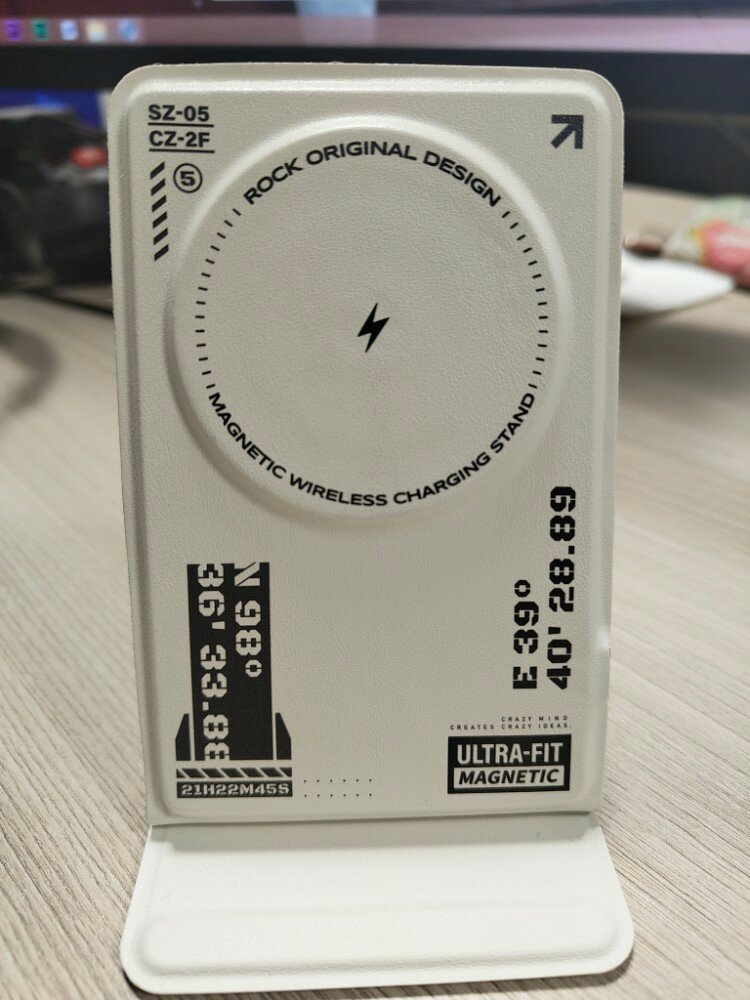 SZ-05
CZ-2F
5
ROCK ORIGINAL DESIGN
MAGNETIC WIRELESS CHARGING STAND
N 98°
36' 33.88
E 39°
40' 28.89
CRAZY MIND
CREATES CRAZY IDEAS.
ULTRA-FIT
MAGNETIC
21H22M45S